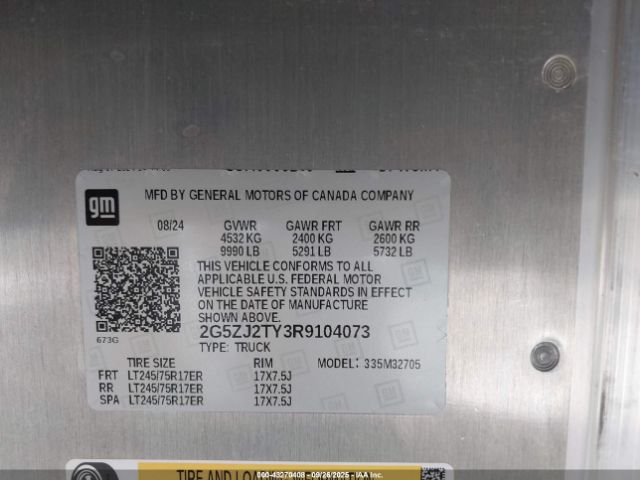 gm
MFD BY GENERAL MOTORS OF CANADA COMPANY
08/24 GVWR GAWR FRT GAWR RR
4532 KG 2400 KG 2600 KG
9990 LB 5291 LB 5732 LB
THIS VEHICLE CONFORMS TO ALL
APPLICABLE U.S. FEDERAL MOTOR
VEHICLE SAFETY STANDARDS IN EFFECT
ON THE DATE OF MANUFACTURE
SHOWN ABOVE.
673G
2G5ZJ2TY3R9104073
TYPE: TRUCK
TIRE SIZE RIM MODEL: 335M32705
FRT LT245/75R17ER 17X7.5J
RR LT245/75R17ER 17X7.5J
SPA LT245/75R17ER 17X7.5J
TIRE AND
000-43270408 - 09/26/2025 - IAA Inc.